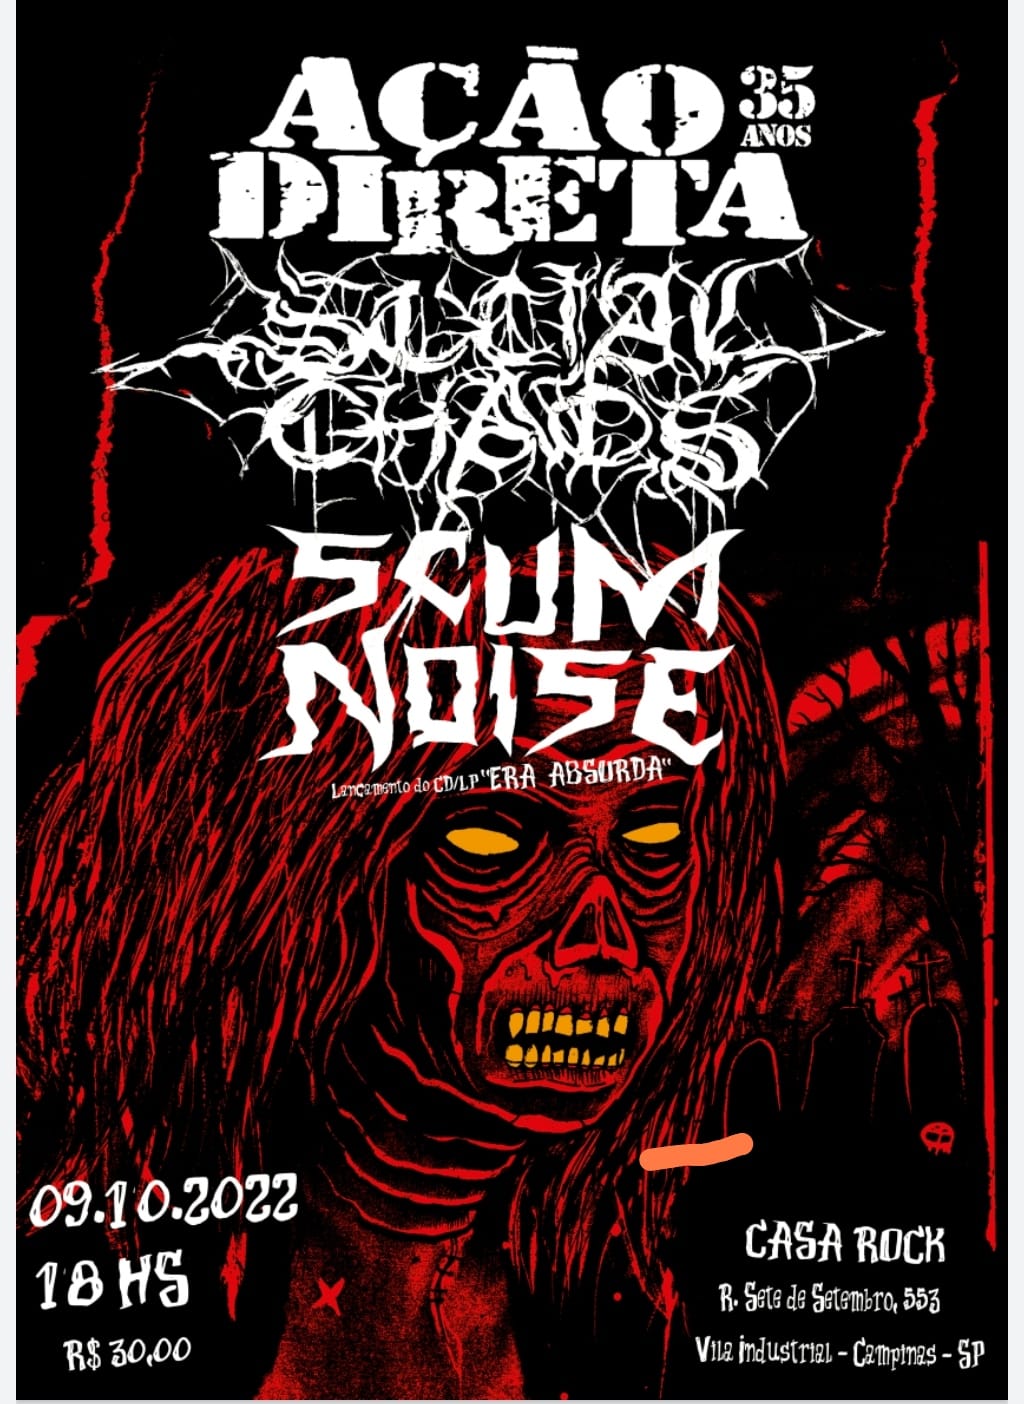 AÇÃO 35
ANOS
DIRETA
SOCIAL
CHAOS
SCUM
NOISE
Lançamento do CD/LP "ERA ABSURDA"
09.10.2022
18 HS
R$ 30,00
CASA ROCK
R. Sete de Setembro, 553
Vila industrial - Campinas - SP